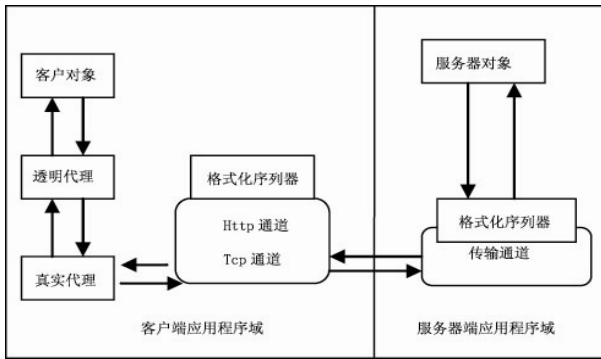 客户对象
透明代理
真实代理
格式化序列器
Http 通道
Tcp 通道
客户端应用程序域
服务器对象
格式化序列器
传输通道
服务器端应用程序域